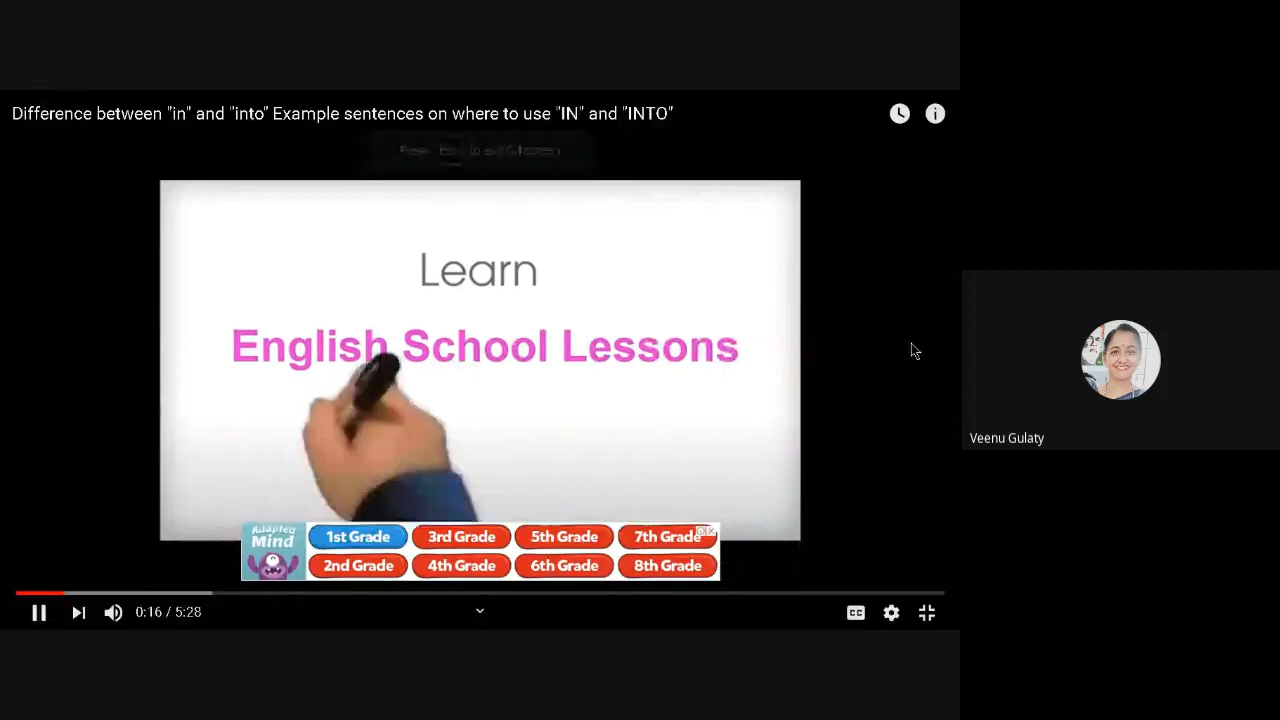 Difference between "in" and "into" Example sentences on where to use "IN" and "INTO"
Learn
English School Lessons
Adapted
Mind
1st Grade
3rd Grade
5th Grade
7th Grade
2nd Grade
4th Grade
6th Grade
8th Grade
0:16 / 5:28
CC
Veenu Gulaty